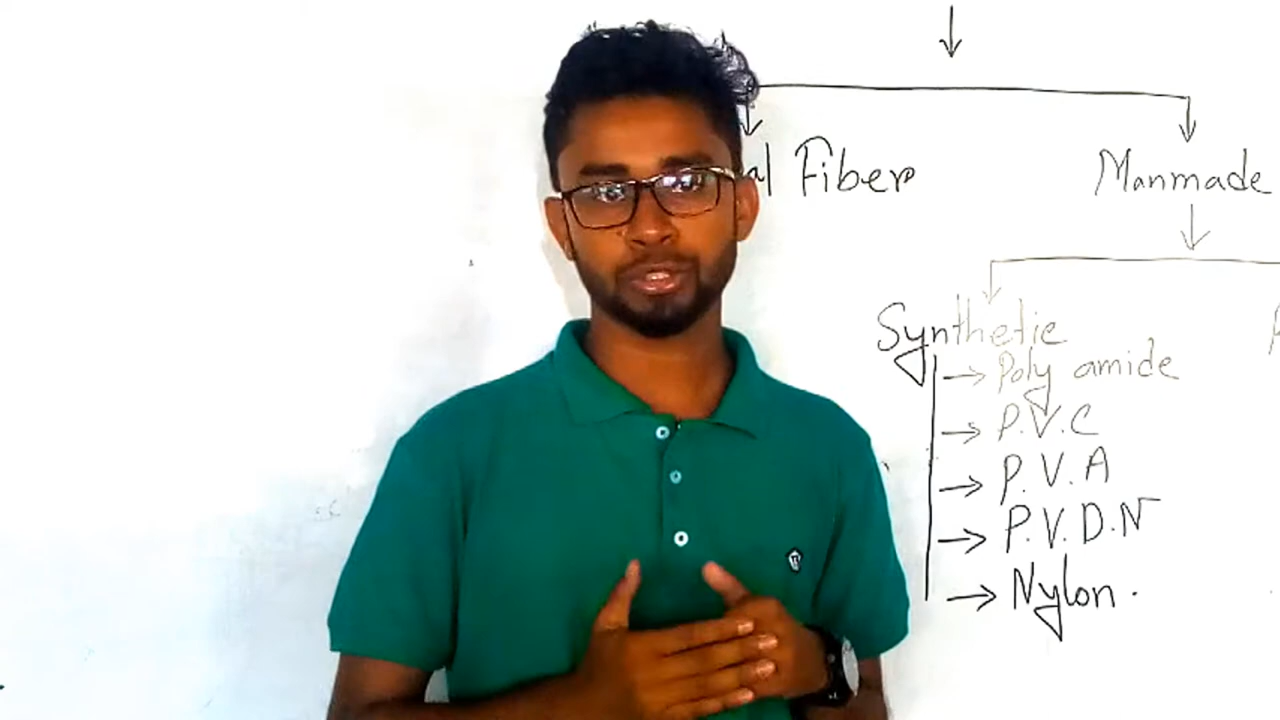 al Fiber
Manmade
Synthetic
Poly amide
P.V.C
P.V.A
P.V.D.N
Nylon.